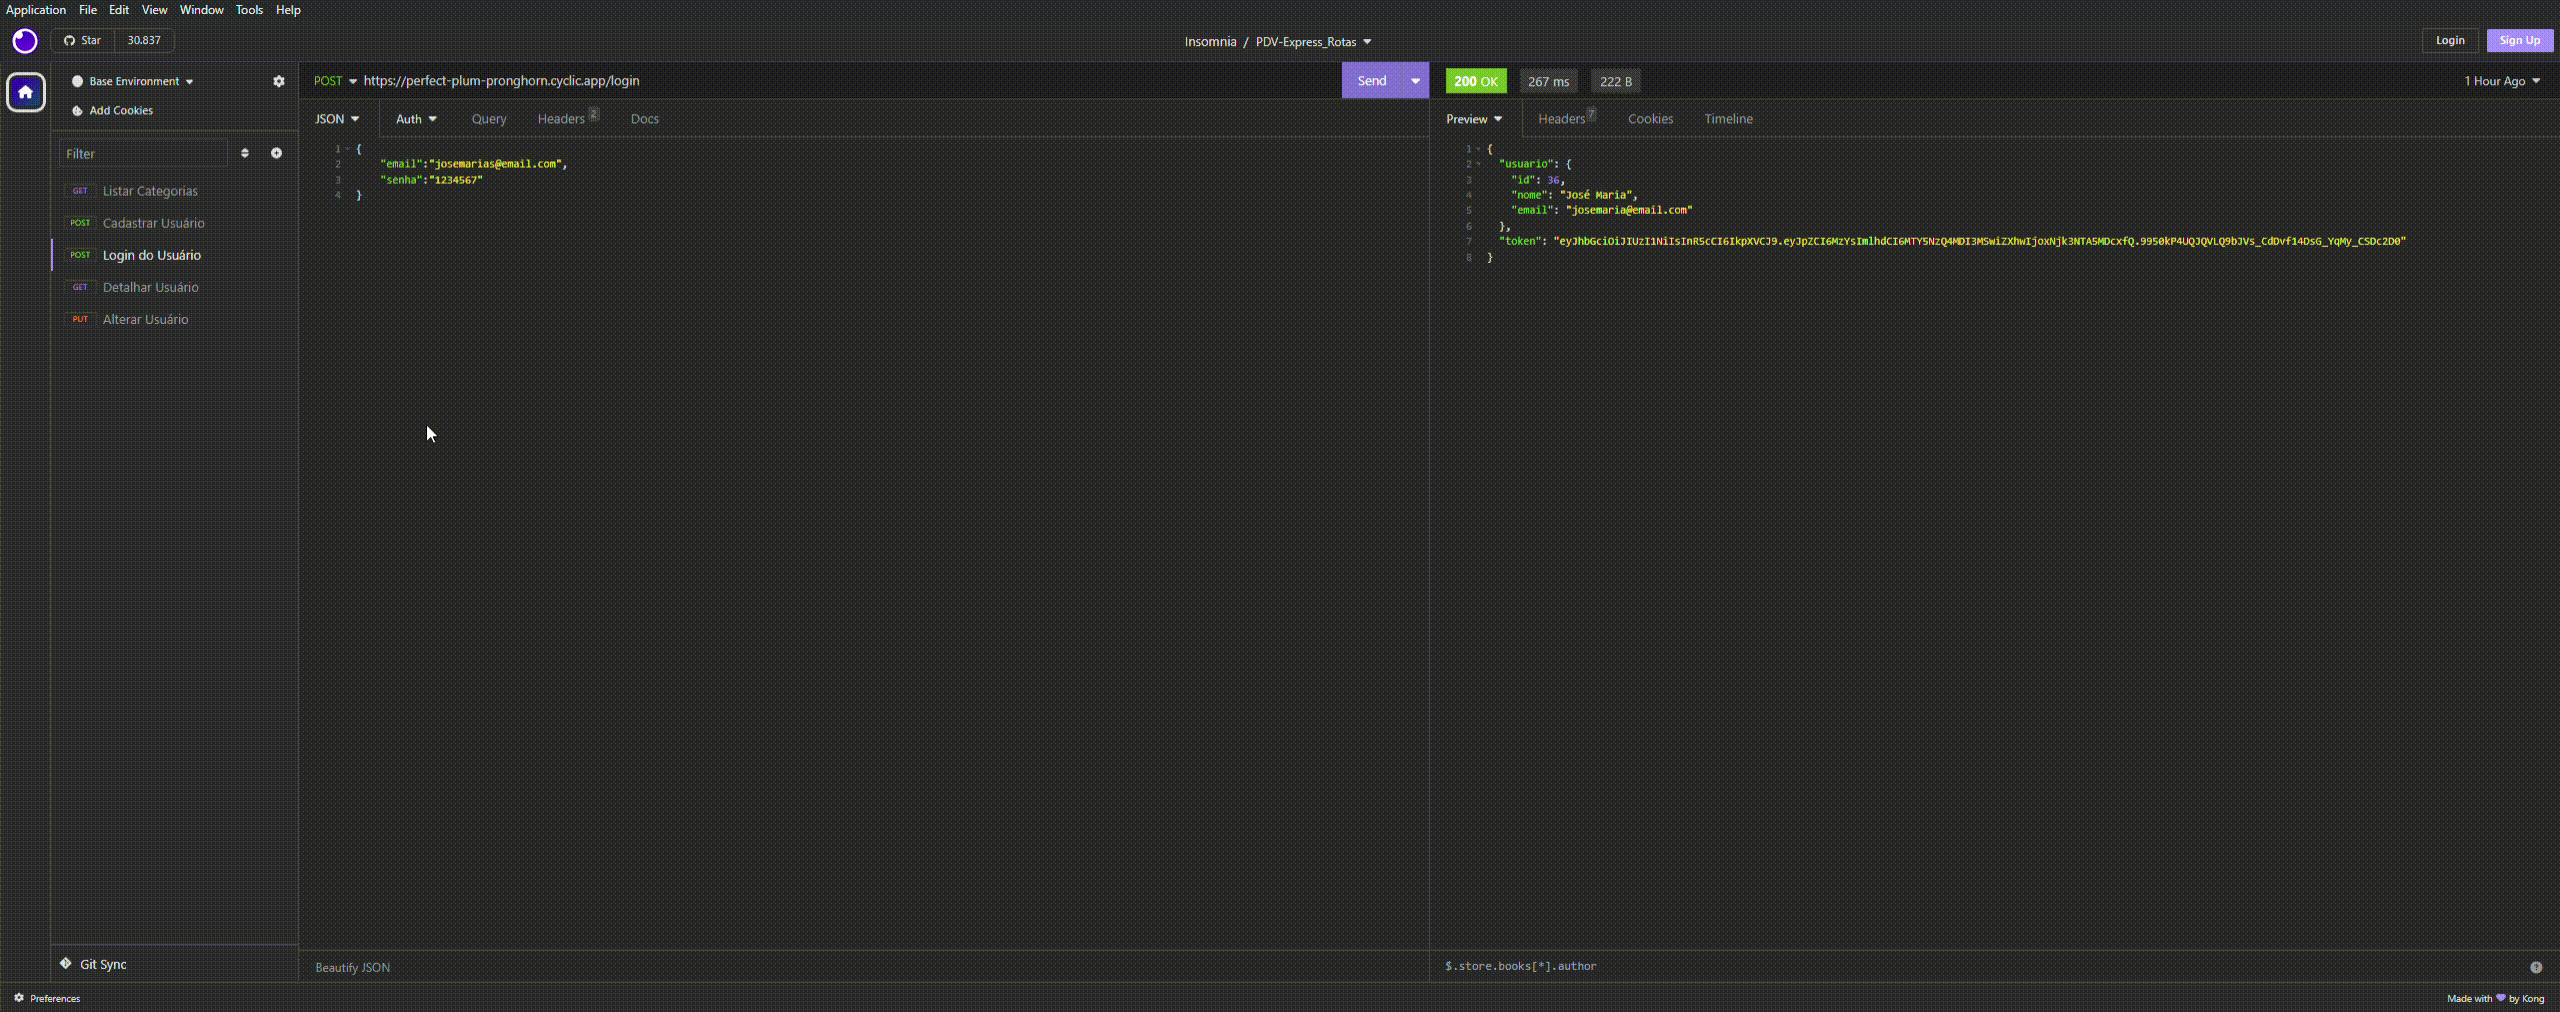 Application File Edit View Window Tools Help
Star 30.837
Insomnia / PDV-Express_Rotas
Login Sign Up
Base Environment
Add Cookies
Filter
GET Listar Categorias
POST Cadastrar Usuário
POST Login do Usuário
GET Detalhar Usuário
PUT Alterar Usuário
Git Sync
Preferences
POST https://perfect-plum-pronghorn.cyclic.app/login Send
JSON Auth Query Headers 2 Docs
1 {
2 "email":"josemarias@email.com",
3 "senha":"1234567"
4 }
Beautify JSON
200 OK 267 ms 222 B 1 Hour Ago
Preview Headers 7 Cookies Timeline
1 {
2 "usuario": {
3 "id": 36,
4 "nome": "José Maria",
5 "email": "josemaria@email.com"
6 },
7 "token": "eyJhbGciOiJIUzI1NiIsInR5cCI6IkpXVCJ9.eyJpZCI6MzYsImlhdCI6MTY5NzQ4MDI3MSwiZXhwIjoxNjk3NTA5MDcxfQ.9950kP4UQJQVLQ9bJVs_CdDvf14DsG_YqMy_CSDc2D0"
8 }
$.store.books[*].author
Made with by Kong